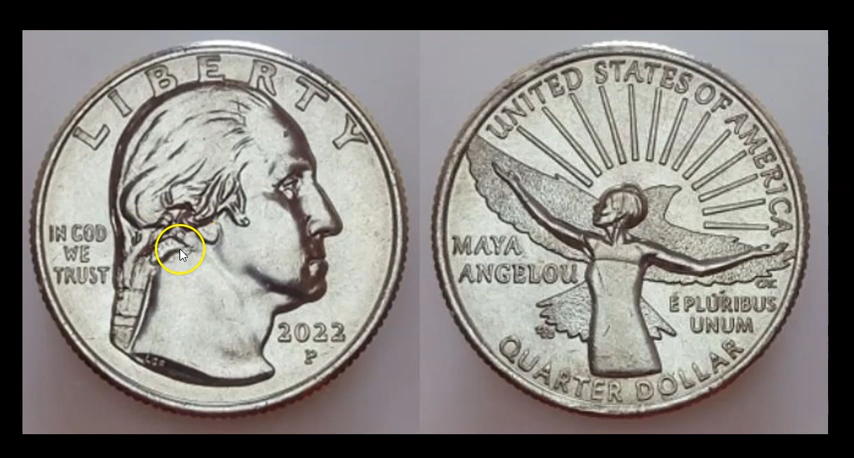 LIBERTY
IN GOD
WE
TRUST
2022
P
UNITED STATES OF AMERICA
MAYA
ANGELOU
E PLURIBUS
UNUM
QUARTER DOLLAR